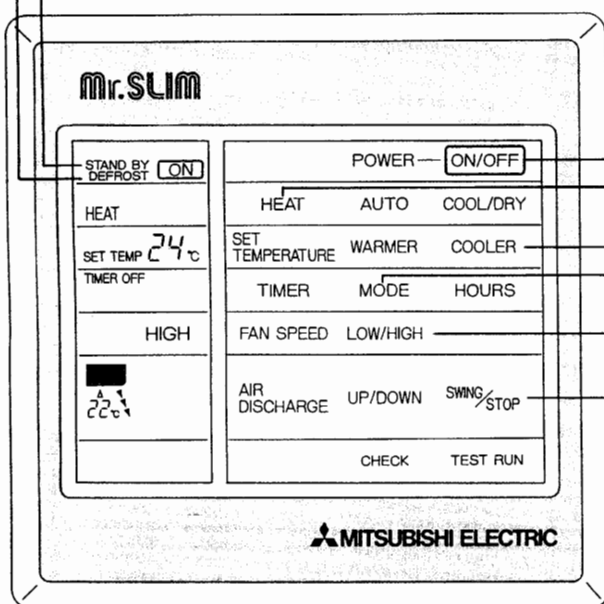 Mr.SLIM
STAND BY
DEFROST ON
HEAT
SET TEMP 24°C
TIMER OFF
HIGH
22°C
POWER ON/OFF
HEAT AUTO COOL/DRY
SET
TEMPERATURE WARMER COOLER
TIMER MODE HOURS
FAN SPEED LOW/HIGH
AIR
DISCHARGE UP/DOWN SWING/STOP
CHECK TEST RUN
MITSUBISHI ELECTRIC